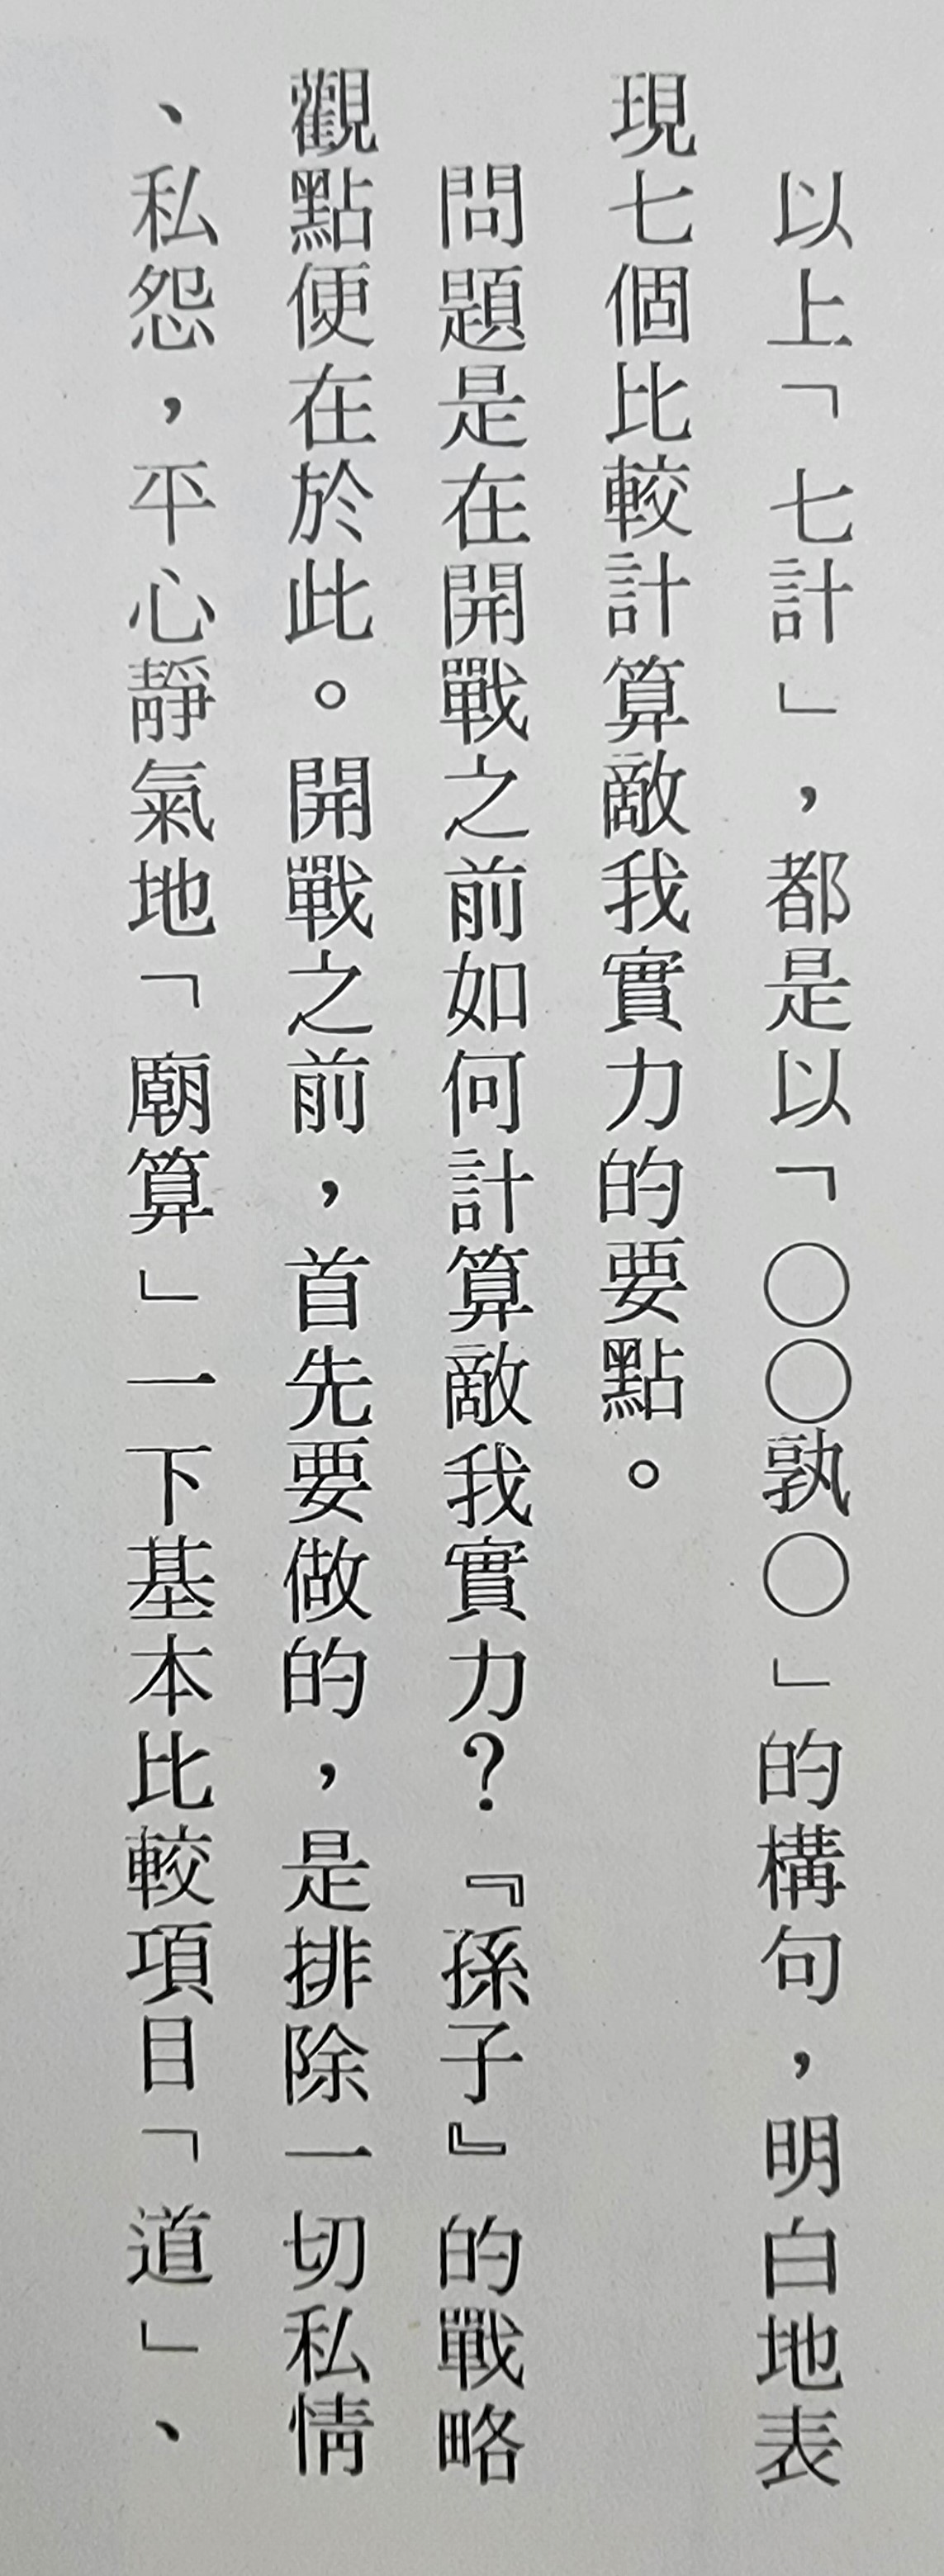 以上「七計」，都是以「〇〇孰〇」的構句，明白地表
現七個比較計算敵我實力的要點。
問題是在開戰之前如何計算敵我實力？『孫子』的戰略
觀點便在於此。開戰之前，首先要做的，是排除一切私情
、私怨，平心靜氣地「廟算」一下基本比較項目「道」、